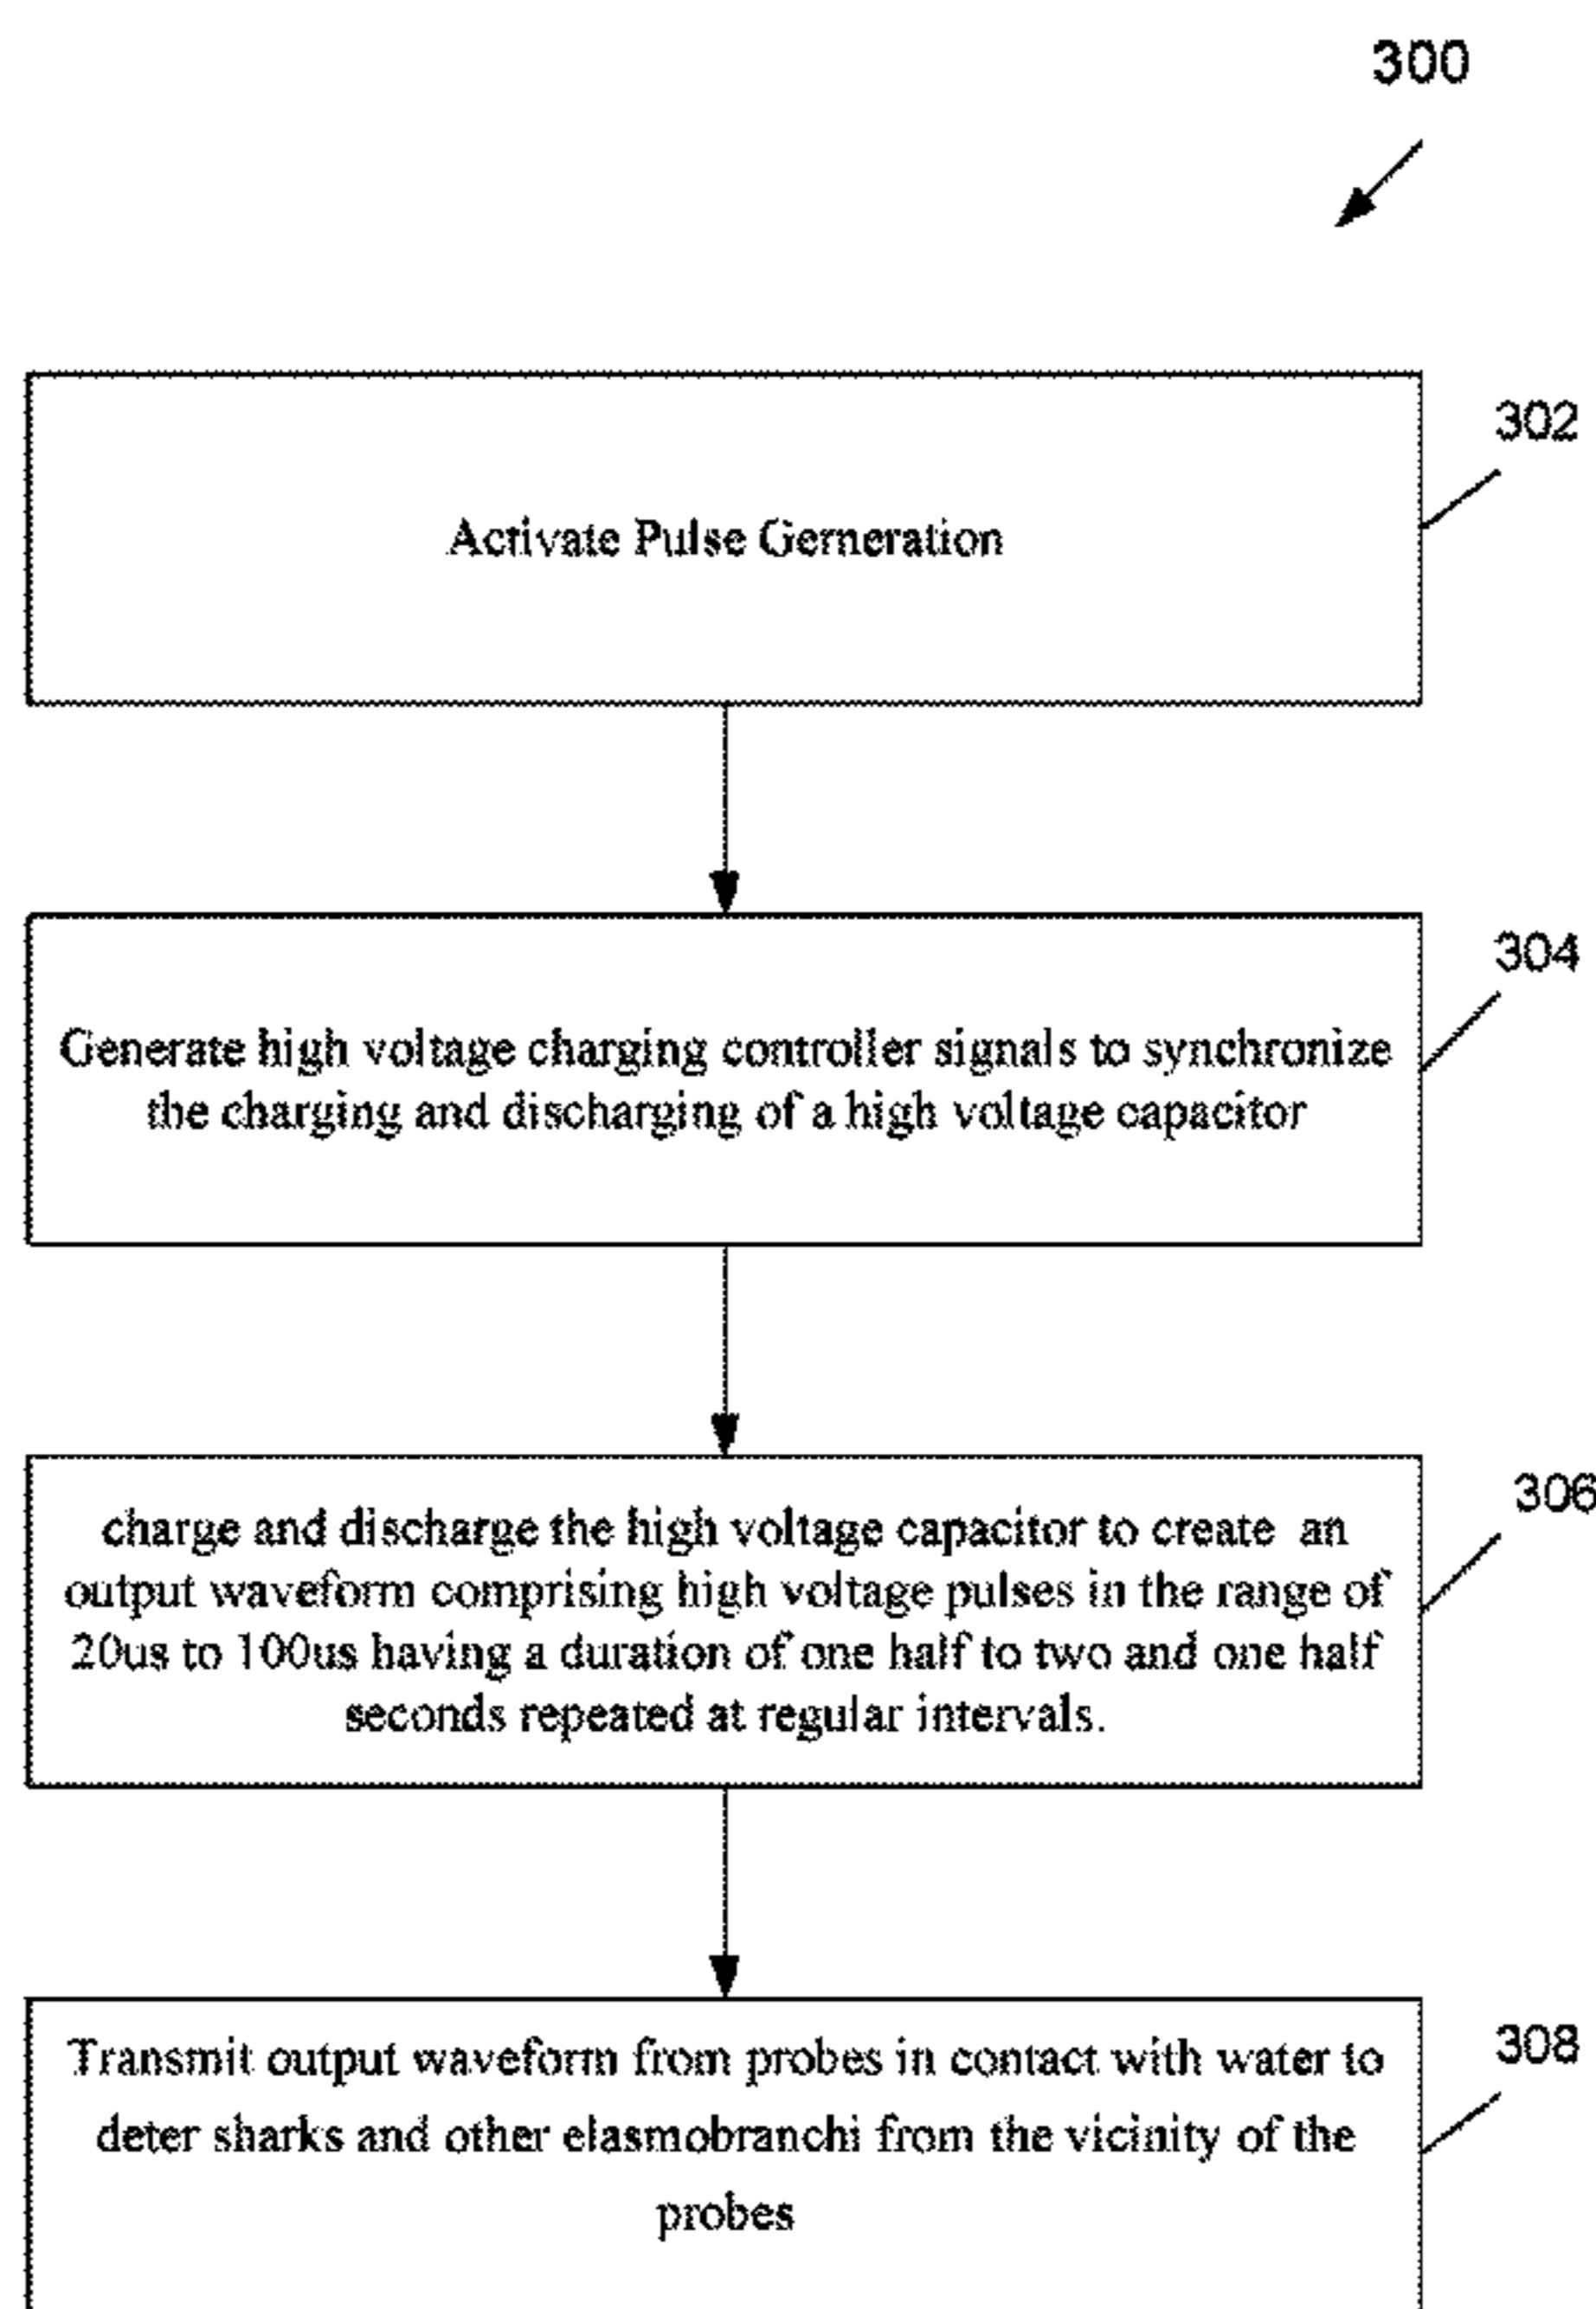 300
302
Activate Pulse Gerneration
304
Generate high voltage charging controller signals to synchronize
the charging and discharging of a high voltage capacitor
306
charge and discharge the high voltage capacitor to create an
output waveform comprising high voltage pulses in the range of
20us to 100us having a duration of one half to two and one half
seconds repeated at regular intervals.
308
Transmit output waveform from probes in contact with water to
deter sharks and other elasmobranchi from the vicinity of the
probes